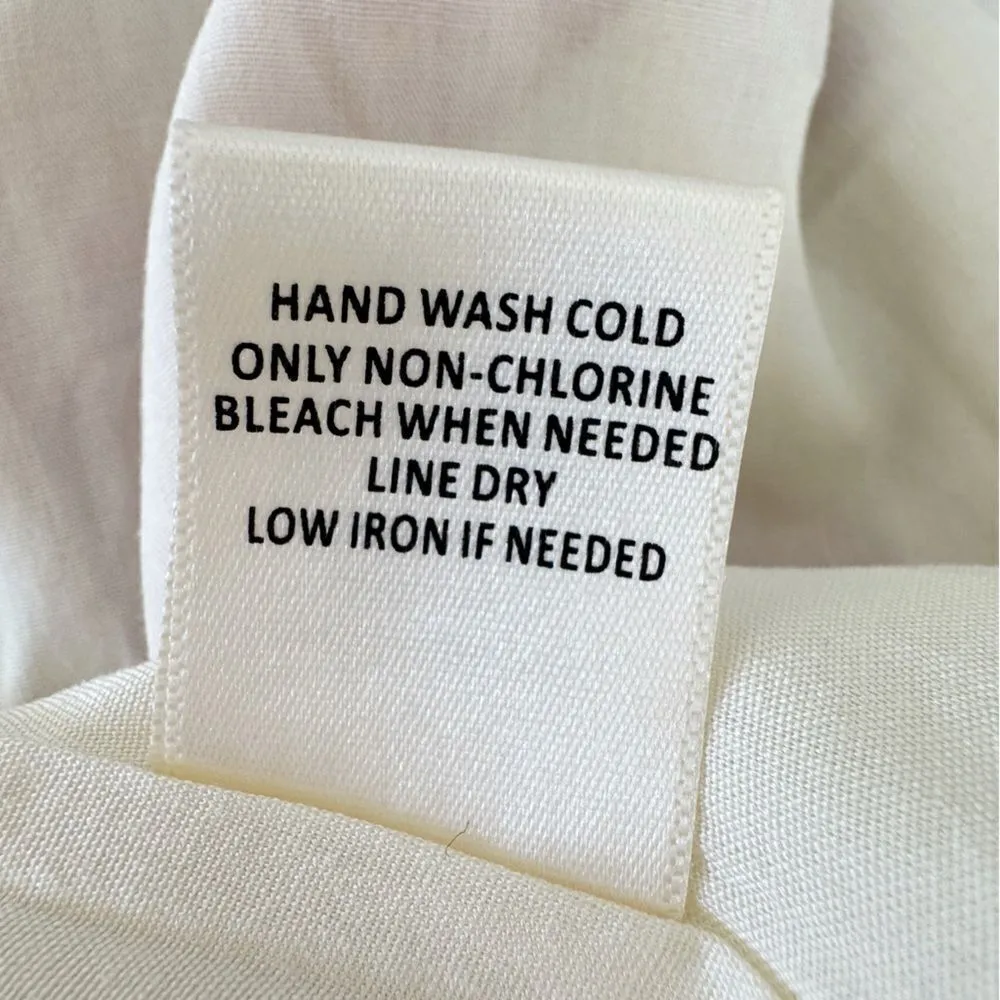 HAND WASH COLD
ONLY NON-CHLORINE
BLEACH WHEN NEEDED
LINE DRY
LOW IRON IF NEEDED